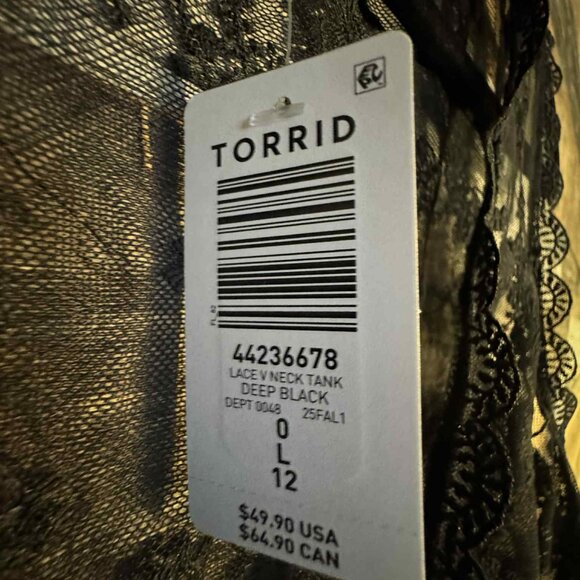 TORRID
44236678
LACE V NECK TANK
DEEP BLACK
DEPT 0048 25FAL1
0
L
12
$49.90 USA
$64.90 CAN